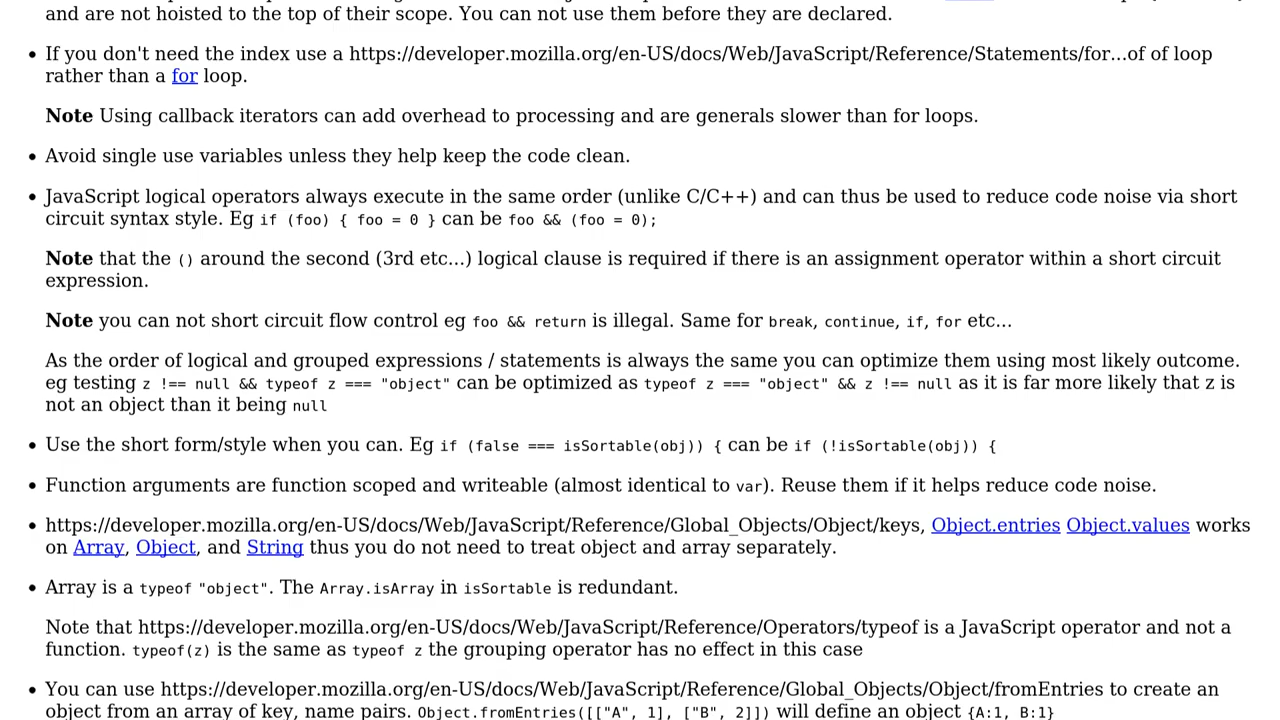 and are not hoisted to the top of their scope. You can not use them before they are declared.
• If you don't need the index use a https://developer.mozilla.org/en-US/docs/Web/JavaScript/Reference/Statements/for...of of loop
rather than a for loop.
Note Using callback iterators can add overhead to processing and are generals slower than for loops.
• Avoid single use variables unless they help keep the code clean.
• JavaScript logical operators always execute in the same order (unlike C/C++) and can thus be used to reduce code noise via short
circuit syntax style. Eg if (foo) { foo = 0 } can be foo && (foo = 0);
Note that the () around the second (3rd etc...) logical clause is required if there is an assignment operator within a short circuit
expression.
Note you can not short circuit flow control eg foo && return is illegal. Same for break, continue, if, for etc...
As the order of logical and grouped expressions / statements is always the same you can optimize them using most likely outcome.
eg testing z !== null && typeof z === "object" can be optimized as typeof z === "object" && z !== null as it is far more likely that z is
not an object than it being null
• Use the short form/style when you can. Eg if (false === isSortable(obj)) { can be if (!isSortable(obj)) {
• Function arguments are function scoped and writeable (almost identical to var). Reuse them if it helps reduce code noise.
• https://developer.mozilla.org/en-US/docs/Web/JavaScript/Reference/Global_Objects/Object/keys, Object.entries Object.values works
on Array, Object, and String thus you do not need to treat object and array separately.
• Array is a typeof "object". The Array.isArray in isSortable is redundant.
Note that https://developer.mozilla.org/en-US/docs/Web/JavaScript/Reference/Operators/typeof is a JavaScript operator and not a
function. typeof(z) is the same as typeof z the grouping operator has no effect in this case
• You can use https://developer.mozilla.org/en-US/docs/Web/JavaScript/Reference/Global_Objects/Object/fromEntries to create an
object from an array of key, name pairs. Object.fromEntries([["A", 1], ["B", 2]]) will define an object {A:1, B:1}